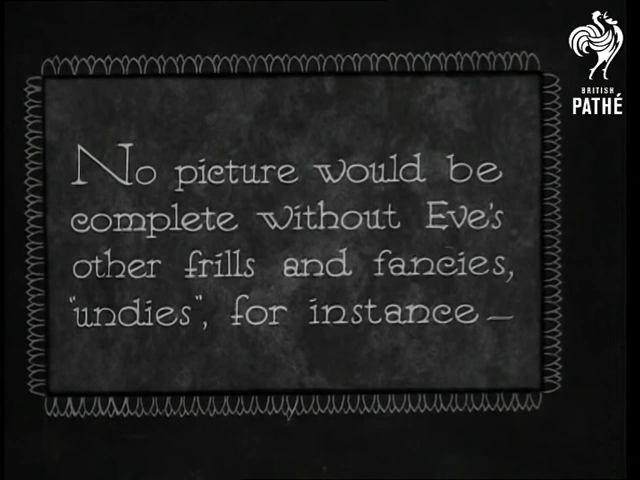 BRITISH
PATHÉ
No picture would be
complete without Eve's
other frills and fancies,
"undies", for instance —